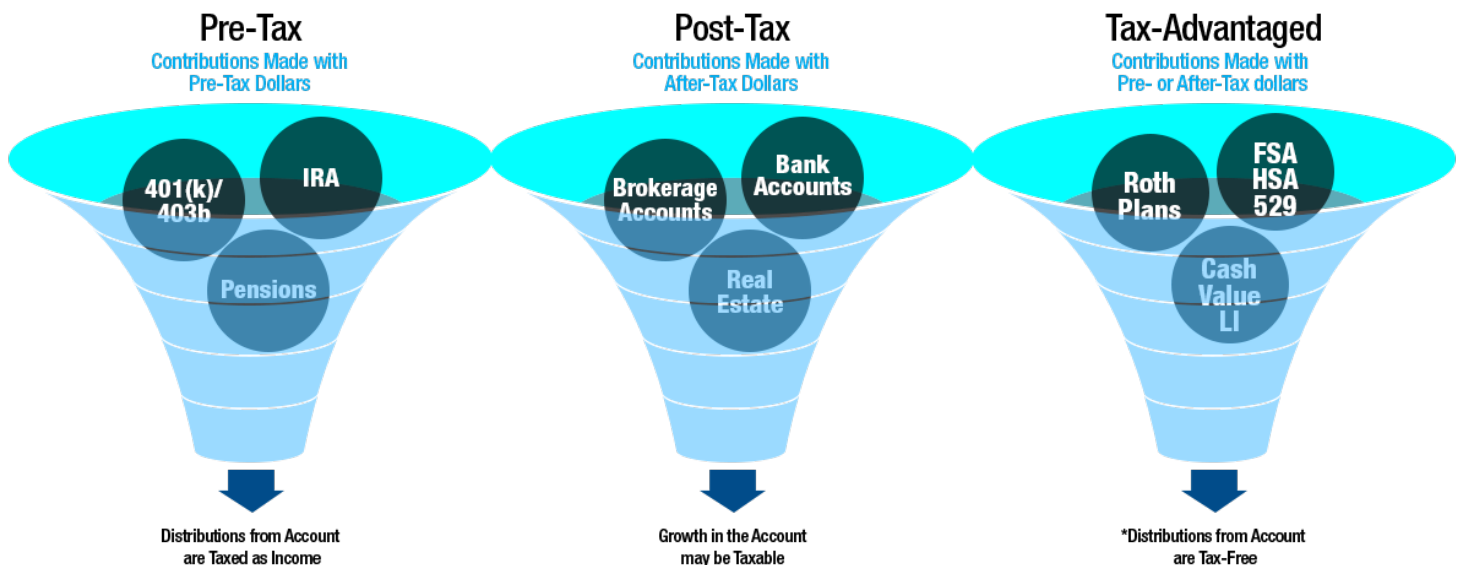 Pre-Tax
Contributions Made with
Pre-Tax Dollars
401(k)/
403b
IRA
Pensions
Distributions from Account
are Taxed as Income
Post-Tax
Contributions Made with
After-Tax Dollars
Brokerage
Accounts
Bank
Accounts
Real
Estate
Growth in the Account
may be Taxable
Tax-Advantaged
Contributions Made with
Pre- or After-Tax dollars
Roth
Plans
FSA
HSA
529
Cash
Value
LI
*Distributions from Account
are Tax-Free